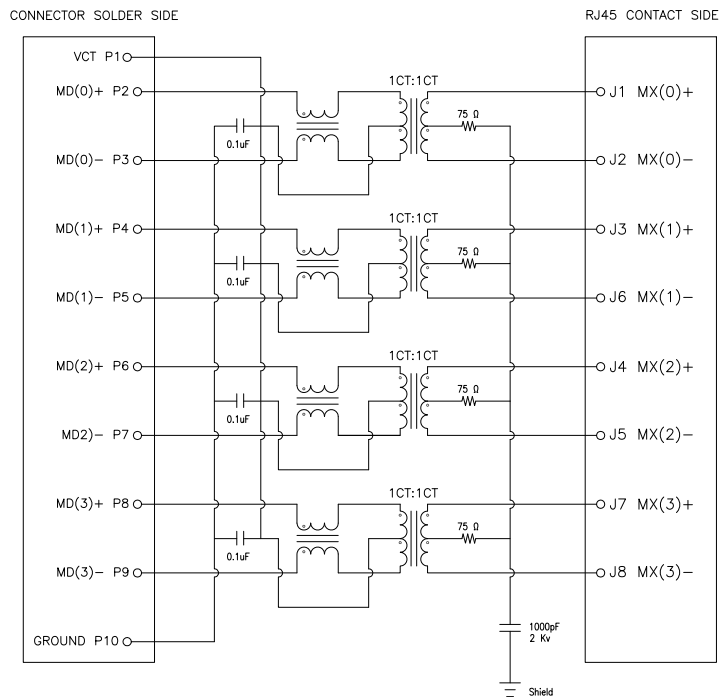 CONNECTOR SOLDER SIDE
RJ45 CONTACT SIDE
VCT P1
1CT:1CT
MD(0)+ P2
J1 MX(0)+
75 Ω
0.1uF
MD(0)- P3
J2 MX(0)-
1CT:1CT
MD(1)+ P4
J3 MX(1)+
75 Ω
0.1uF
MD(1)- P5
J6 MX(1)-
1CT:1CT
MD(2)+ P6
J4 MX(2)+
75 Ω
0.1uF
MD2)- P7
J5 MX(2)-
1CT:1CT
MD(3)+ P8
J7 MX(3)+
75 Ω
0.1uF
MD(3)- P9
J8 MX(3)-
GROUND P10
1000pF
2 Kv
Shield